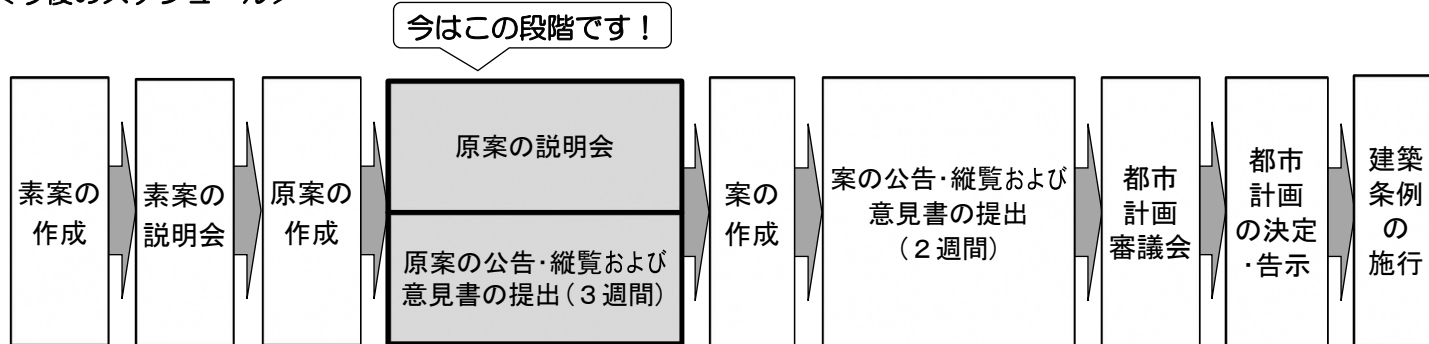 今後のスケジュール
今はこの段階です！
素案の
作成
素案の
説明会
原案の
作成
原案の説明会
原案の公告・縦覧および
意見書の提出（３週間）
案の
作成
案の公告・縦覧および
意見書の提出
（２週間）
都市
計画
審議会
都市
計画
の決定
・告示
建築
条例
の
施行